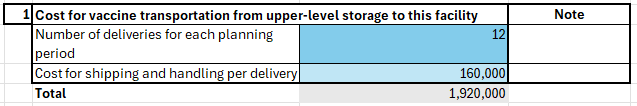 1 Cost for vaccine transportation from upper-level storage to this facility Note
Number of deliveries for each planning 12
period
Cost for shipping and handling per delivery 160,000
Total 1,920,000